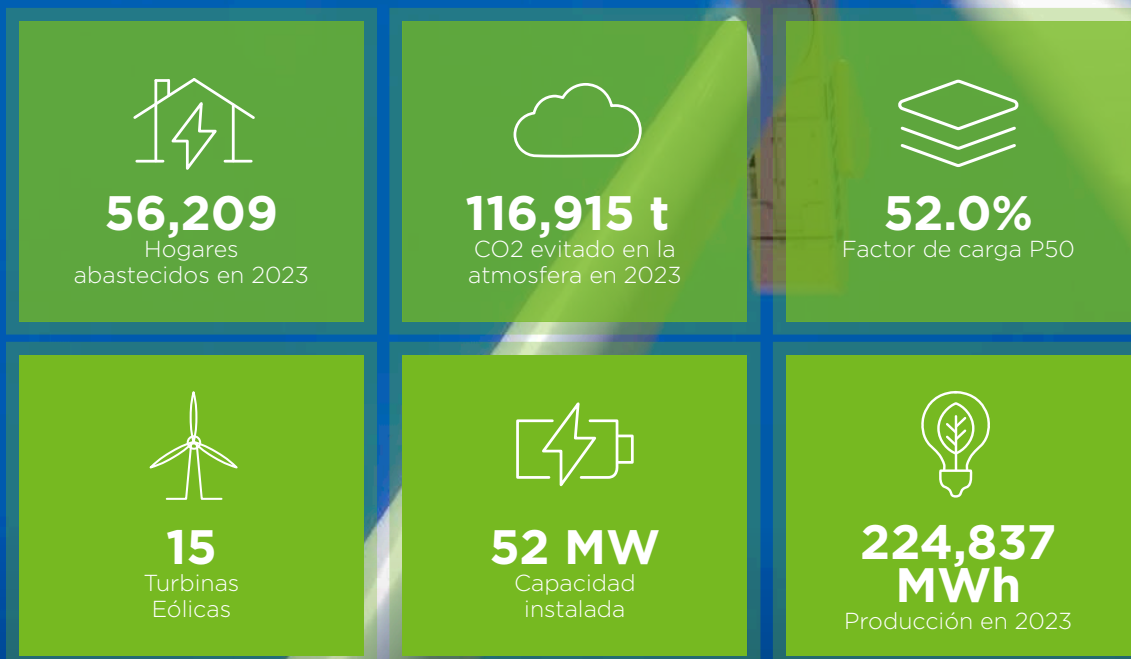 56,209
Hogares
abastecidos en 2023
116,915 t
CO2 evitado en la
atmosfera en 2023
52.0%
Factor de carga P50
15
Turbinas
Eólicas
52 MW
Capacidad
instalada
224,837
MWh
Producción en 2023